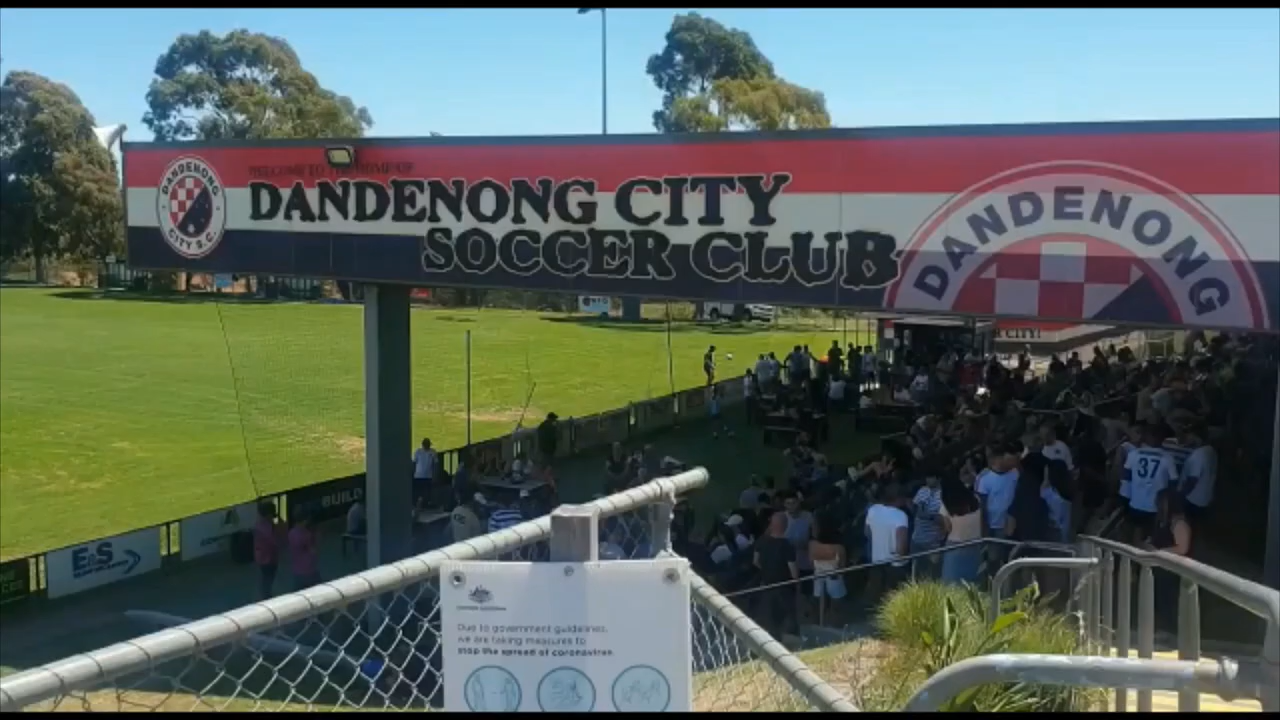 WELCOME TO THE HOME OF
DANDENONG CITY
SOCCER CLUB
DANDENONG
CITY S.C.
DANDENONG
CITY!
37
BUILD
E&S
Due to government guidelines,
we are taking measures to
stop the spread of coronavirus